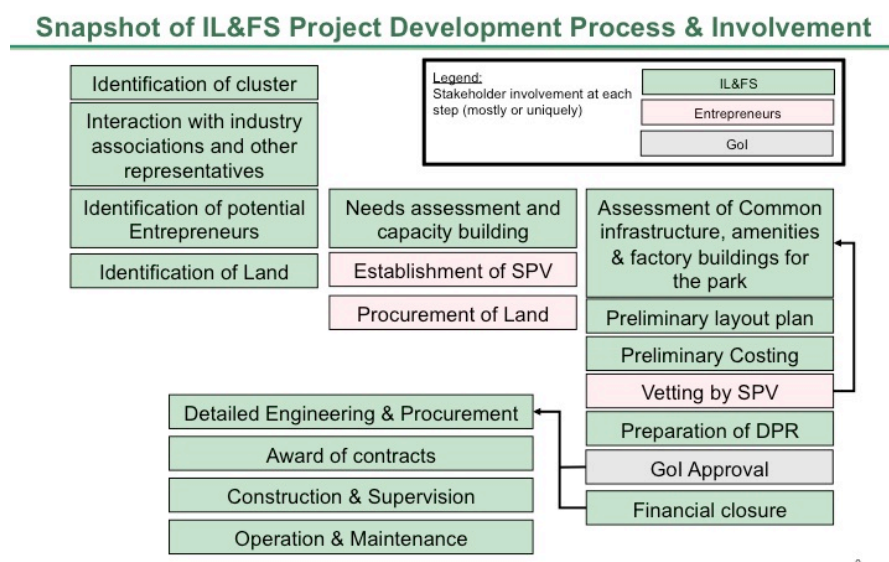 Snapshot of IL&FS Project Development Process & Involvement
Identification of cluster
Interaction with industry
associations and other
representatives
Identification of potential
Entrepreneurs
Identification of Land
Legend:
Stakeholder involvement at each
step (mostly or uniquely)
IL&FS
Entrepreneurs
GoI
Needs assessment and
capacity building
Establishment of SPV
Procurement of Land
Assessment of Common
infrastructure, amenities
& factory buildings for
the park
Preliminary layout plan
Preliminary Costing
Vetting by SPV
Preparation of DPR
GoI Approval
Financial closure
Detailed Engineering & Procurement
Award of contracts
Construction & Supervision
Operation & Maintenance